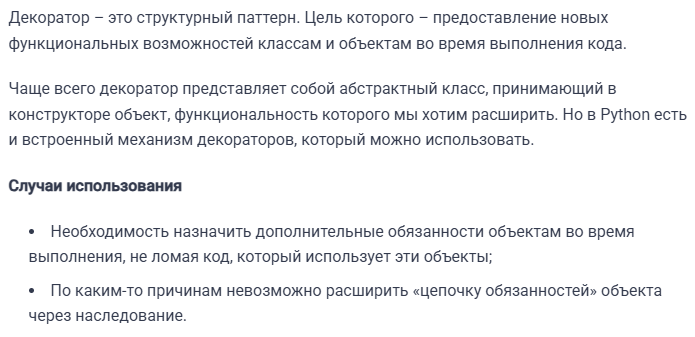 Декоратор – это структурный паттерн. Цель которого – предоставление новых
функциональных возможностей классам и объектам во время выполнения кода.
Чаще всего декоратор представляет собой абстрактный класс, принимающий в
конструкторе объект, функциональность которого мы хотим расширить. Но в Python есть
и встроенный механизм декораторов, который можно использовать.
Случаи использования
• Необходимость назначить дополнительные обязанности объектам во время
выполнения, не ломая код, который использует эти объекты;
• По каким-то причинам невозможно расширить «цепочку обязанностей» объекта
через наследование.